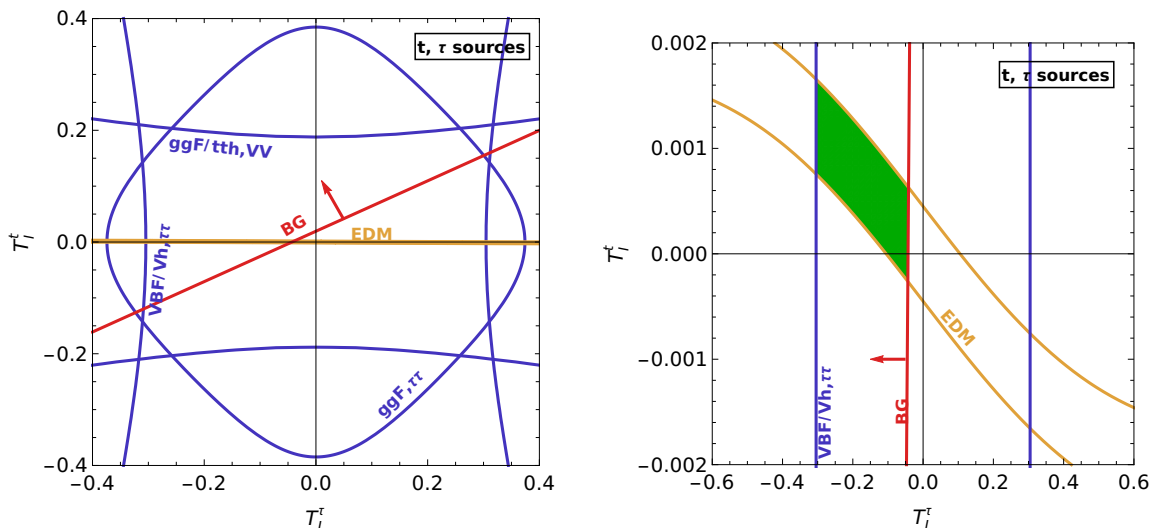 0.4
0.2
0.0
−0.2
−0.4
T_I^t
t, τ sources
ggF/tth,VV
BG
EDM
VBF/Vh,ττ
ggF,ττ
−0.4 −0.2 0.0 0.2 0.4
T_I^τ
0.002
0.001
0.000
−0.001
−0.002
T_I^t
t, τ sources
EDM
VBF/Vh,ττ
BG
−0.6 −0.4 −0.2 0.0 0.2 0.4 0.6
T_I^τ